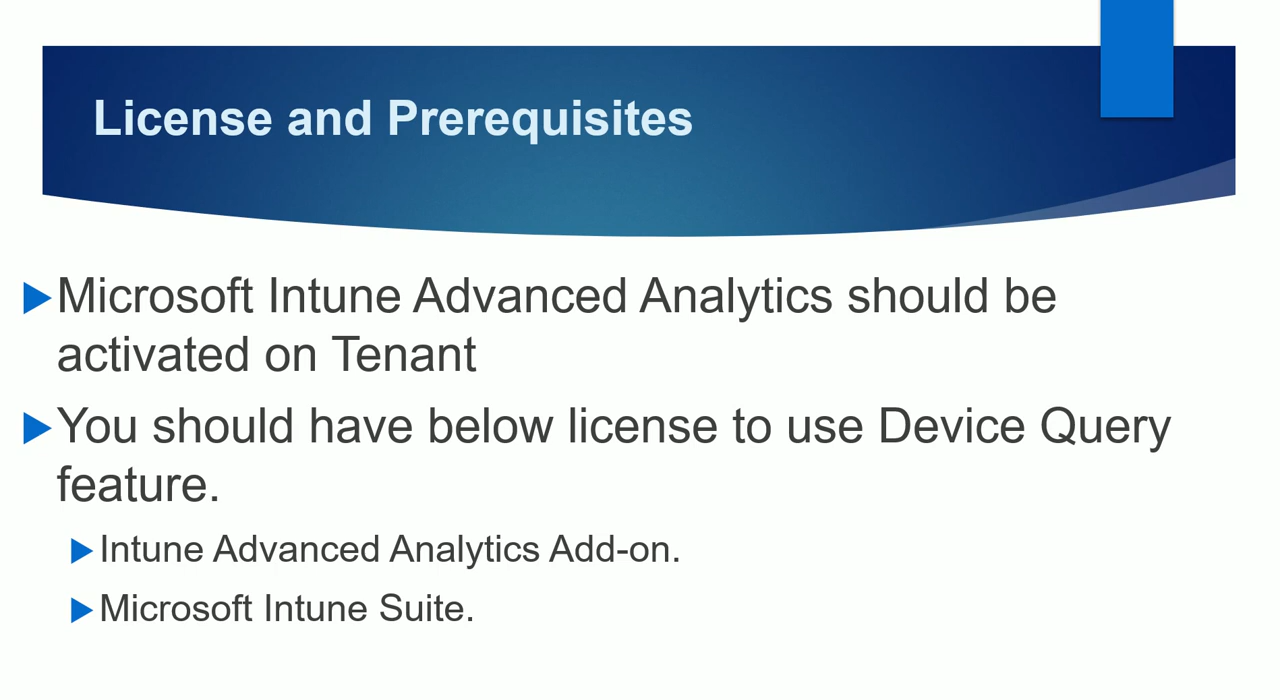 License and Prerequisites
Microsoft Intune Advanced Analytics should be
activated on Tenant
You should have below license to use Device Query
feature.
Intune Advanced Analytics Add-on.
Microsoft Intune Suite.